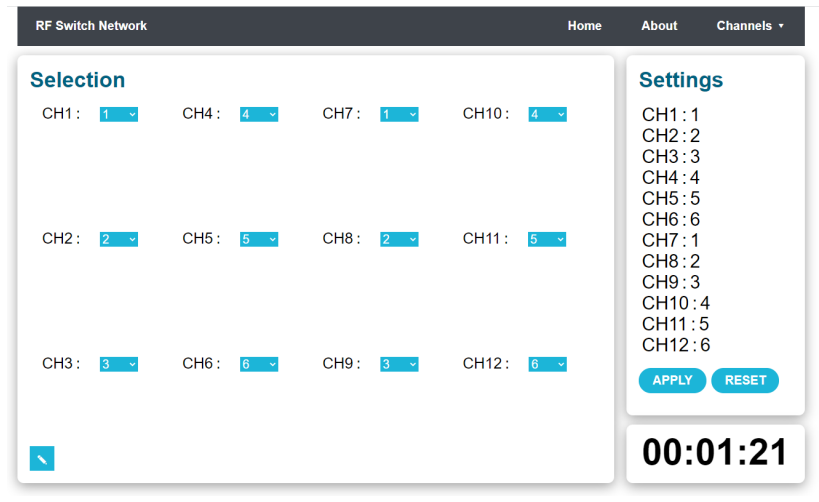 RF Switch Network Home About Channels
Selection
CH1 : 1 CH4 : 4 CH7 : 1 CH10 : 4
CH2 : 2 CH5 : 5 CH8 : 2 CH11 : 5
CH3 : 3 CH6 : 6 CH9 : 3 CH12 : 6
Settings
CH1 : 1
CH2 : 2
CH3 : 3
CH4 : 4
CH5 : 5
CH6 : 6
CH7 : 1
CH8 : 2
CH9 : 3
CH10 : 4
CH11 : 5
CH12 : 6
APPLY RESET
00:01:21